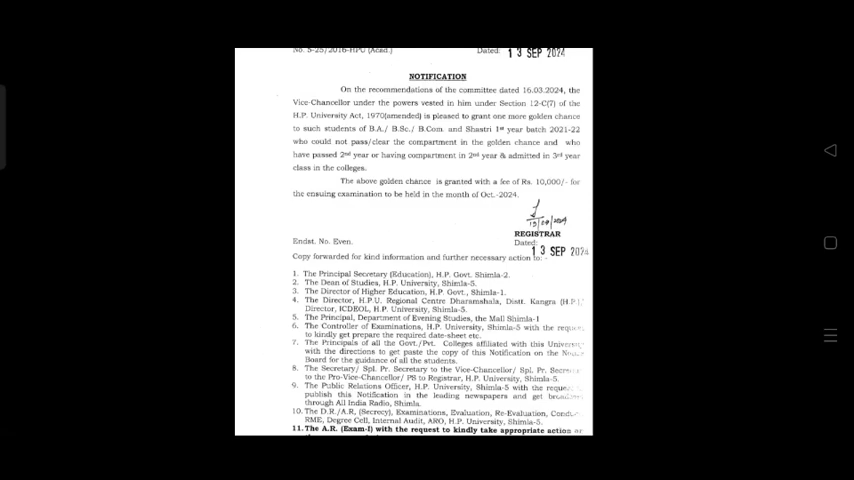 No. 5-25/2016-HPU (Acad.) Dated: 13 SEP 2024
NOTIFICATION
On the recommendations of the committee dated 16.03.2024, the
Vice-Chancellor under the powers vested in him under Section 12-C(7) of the
H.P. University Act, 1970(amended) is pleased to grant one more golden chance
to such students of B.A./ B.Sc./ B.Com. and Shastri 1st year batch 2021-22
who could not pass/clear the compartment in the golden chance and who
have passed 2nd year or having compartment in 2nd year & admitted in 3rd year
class in the colleges.
The above golden chance is granted with a fee of Rs. 10,000/- for
the ensuing examination to be held in the month of Oct.-2024.
13/09/2024
REGISTRAR
Endst. No. Even. Dated:
13 SEP 2024
Copy forwarded for kind information and further necessary action to:-
1. The Principal Secretary (Education), H.P. Govt. Shimla-2.
2. The Dean of Studies, H.P. University, Shimla-5.
3. The Director of Higher Education, H.P. Govt., Shimla-1.
4. The Director, H.P.U. Regional Centre Dharamshala, Distt. Kangra (H.P.),
Director, ICDEOL, H.P. University, Shimla-5.
5. The Principal, Department of Evening Studies, the Mall Shimla-1
6. The Controller of Examinations, H.P. University, Shimla-5 with the
to kindly get prepare the required date-sheet etc.
7. The Principals of all the Govt./Pvt. Colleges affiliated with this
with the directions to get paste the copy of this Notification on the
Board for the guidance of all the students.
8. The Secretary/ Spl. Pr. Secretary to the Vice-Chancellor/ Spl. Pr.
to the Pro-Vice-Chancellor/ PS to Registrar, H.P. University, Shimla-5.
9. The Public Relations Officer, H.P. University, Shimla-5 with the
publish this Notification in the leading newspapers and get
through All India Radio, Shimla.
10. The D.R./A.R, (Secrecy), Examinations, Evaluation, Re-Evaluation,
RME, Degree Cell, Internal Audit, ARO, H.P. University, Shimla-5.
11. The A.R. (Exam-I) with the request to kindly take appropriate action